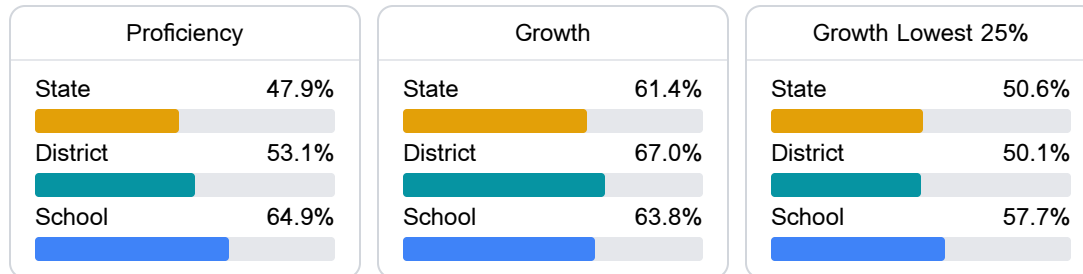 Proficiency
State 47.9%
District 53.1%
School 64.9%
Growth
State 61.4%
District 67.0%
School 63.8%
Growth Lowest 25%
State 50.6%
District 50.1%
School 57.7%